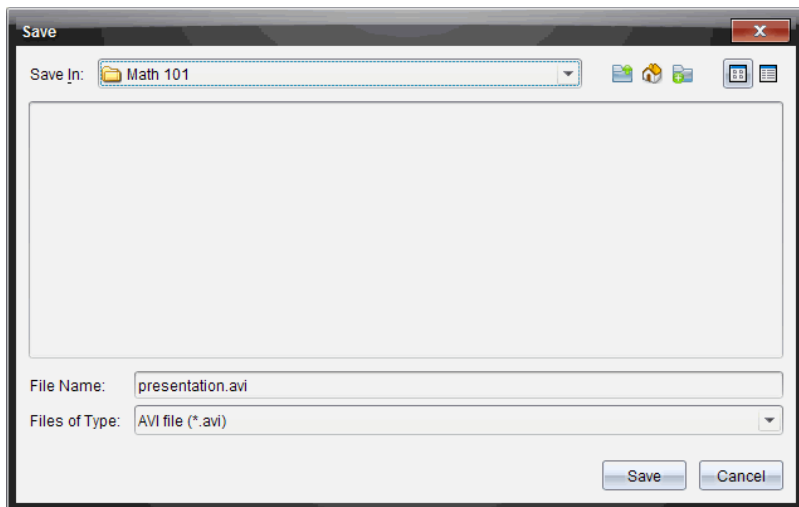 Save
Save In: Math 101
File Name: presentation.avi
Files of Type: AVI file (*.avi)
Save Cancel